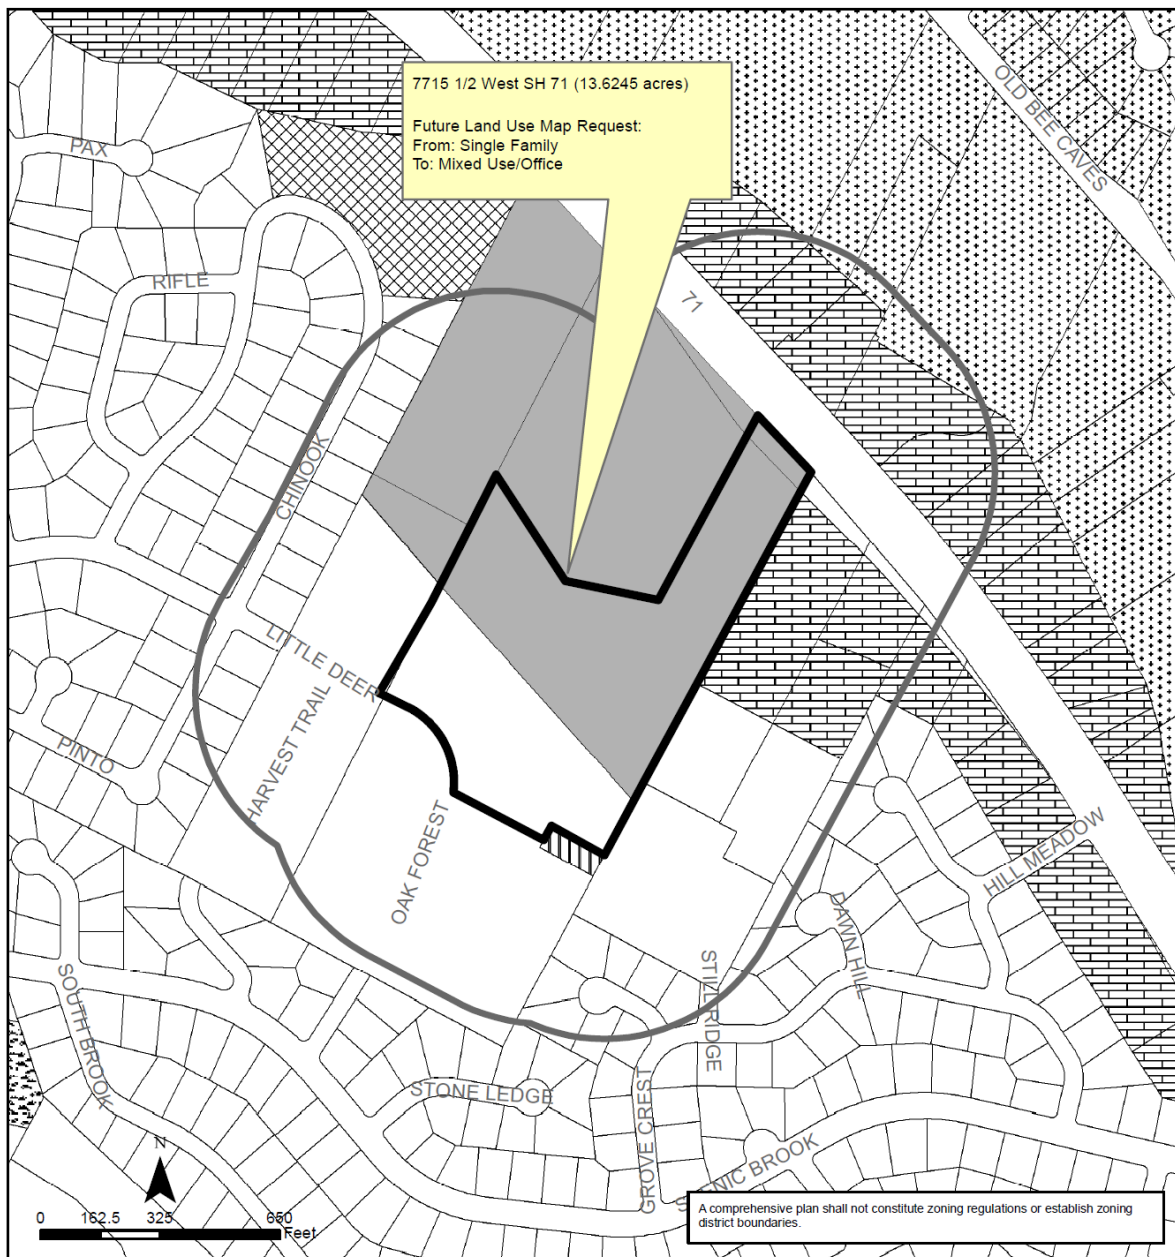 7715 1/2 West SH 71 (13.6245 acres)
Future Land Use Map Request:
From: Single Family
To: Mixed Use/Office
OLD BEE CAVES
PAX
RIFLE
71
CHINOOK
LITTLE DEER
HARVEST TRAIL
PINTO
OAK FOREST
HILL MEADOW
DAWN HILL
STILL RIDGE
SOUTH BROOK
STONE LEDGE
GROVE CREST
SCENIC BROOK
N
0 162.5 325 650
Feet
A comprehensive plan shall not constitute zoning regulations or establish zoning
district boundaries.